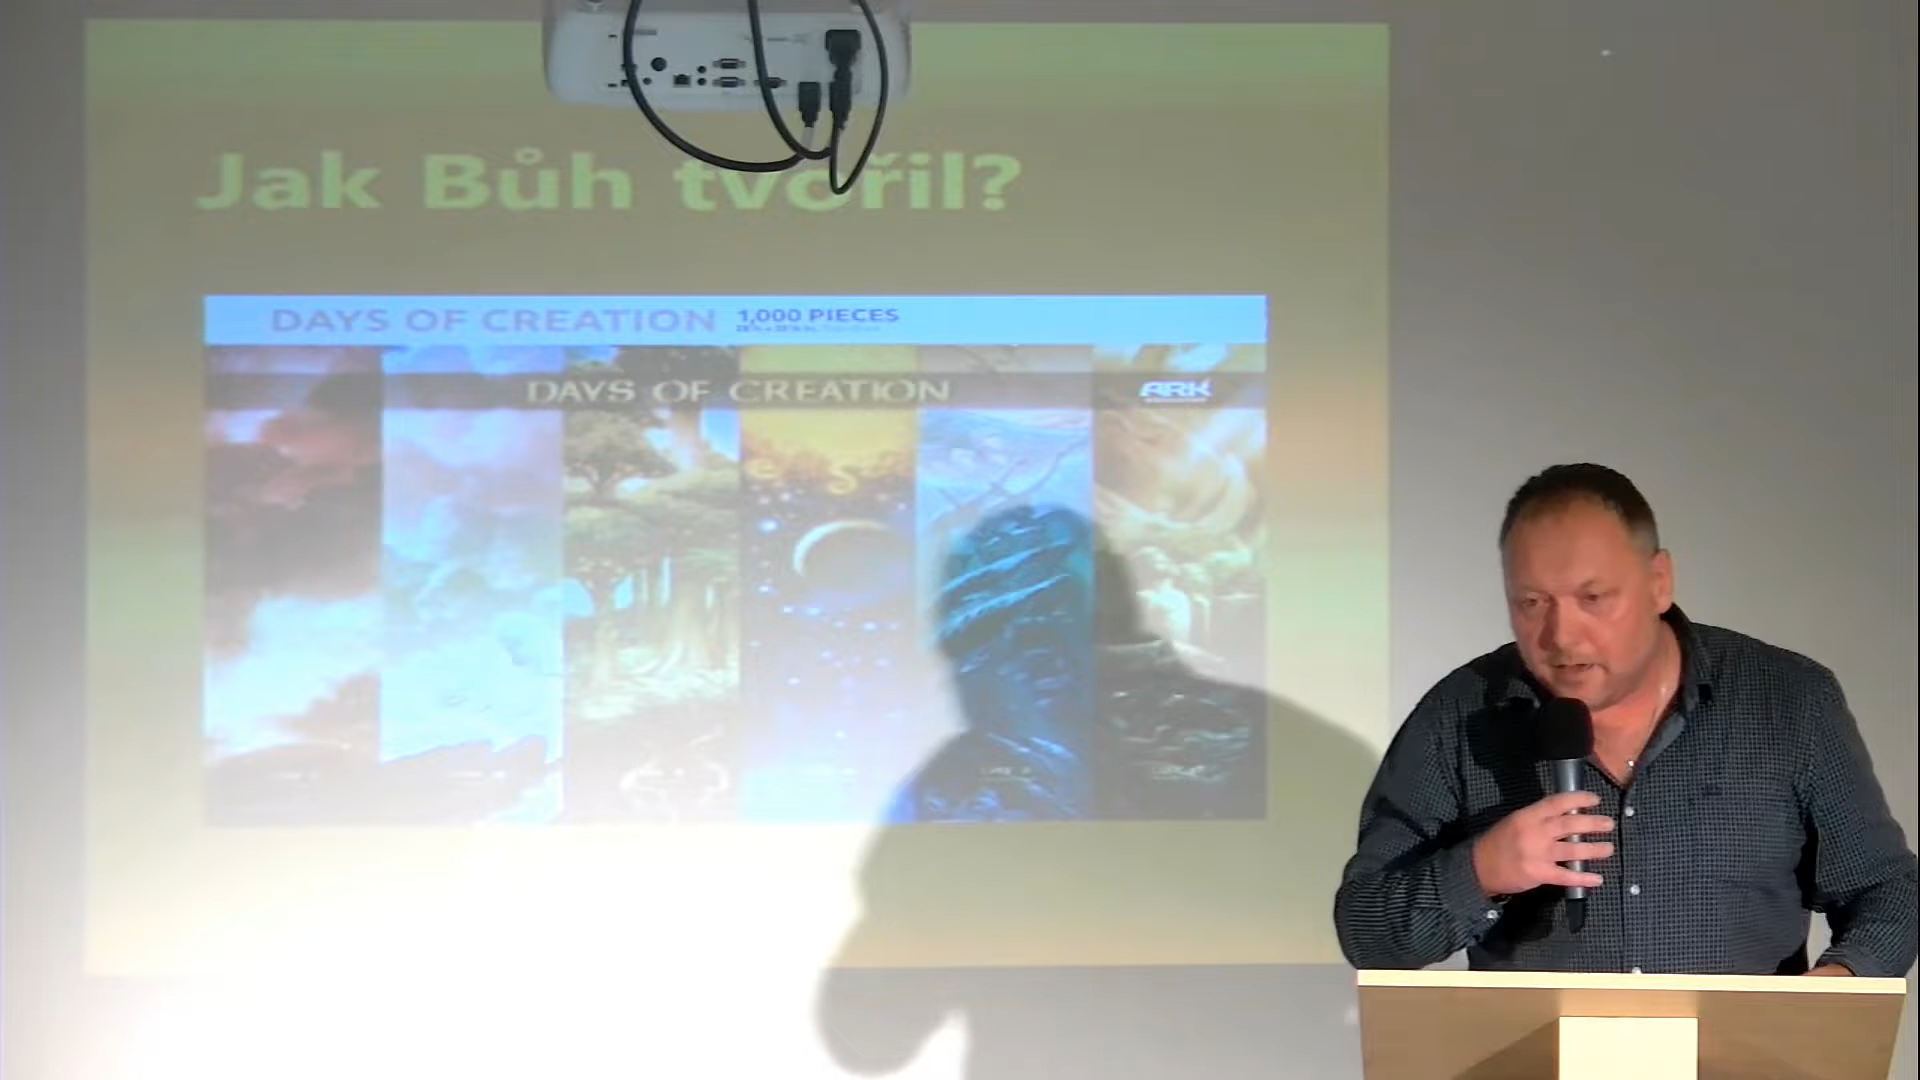 Jak Bůh tvořil?
DAYS OF CREATION 1,000 PIECES
DAYS OF CREATION
ARK